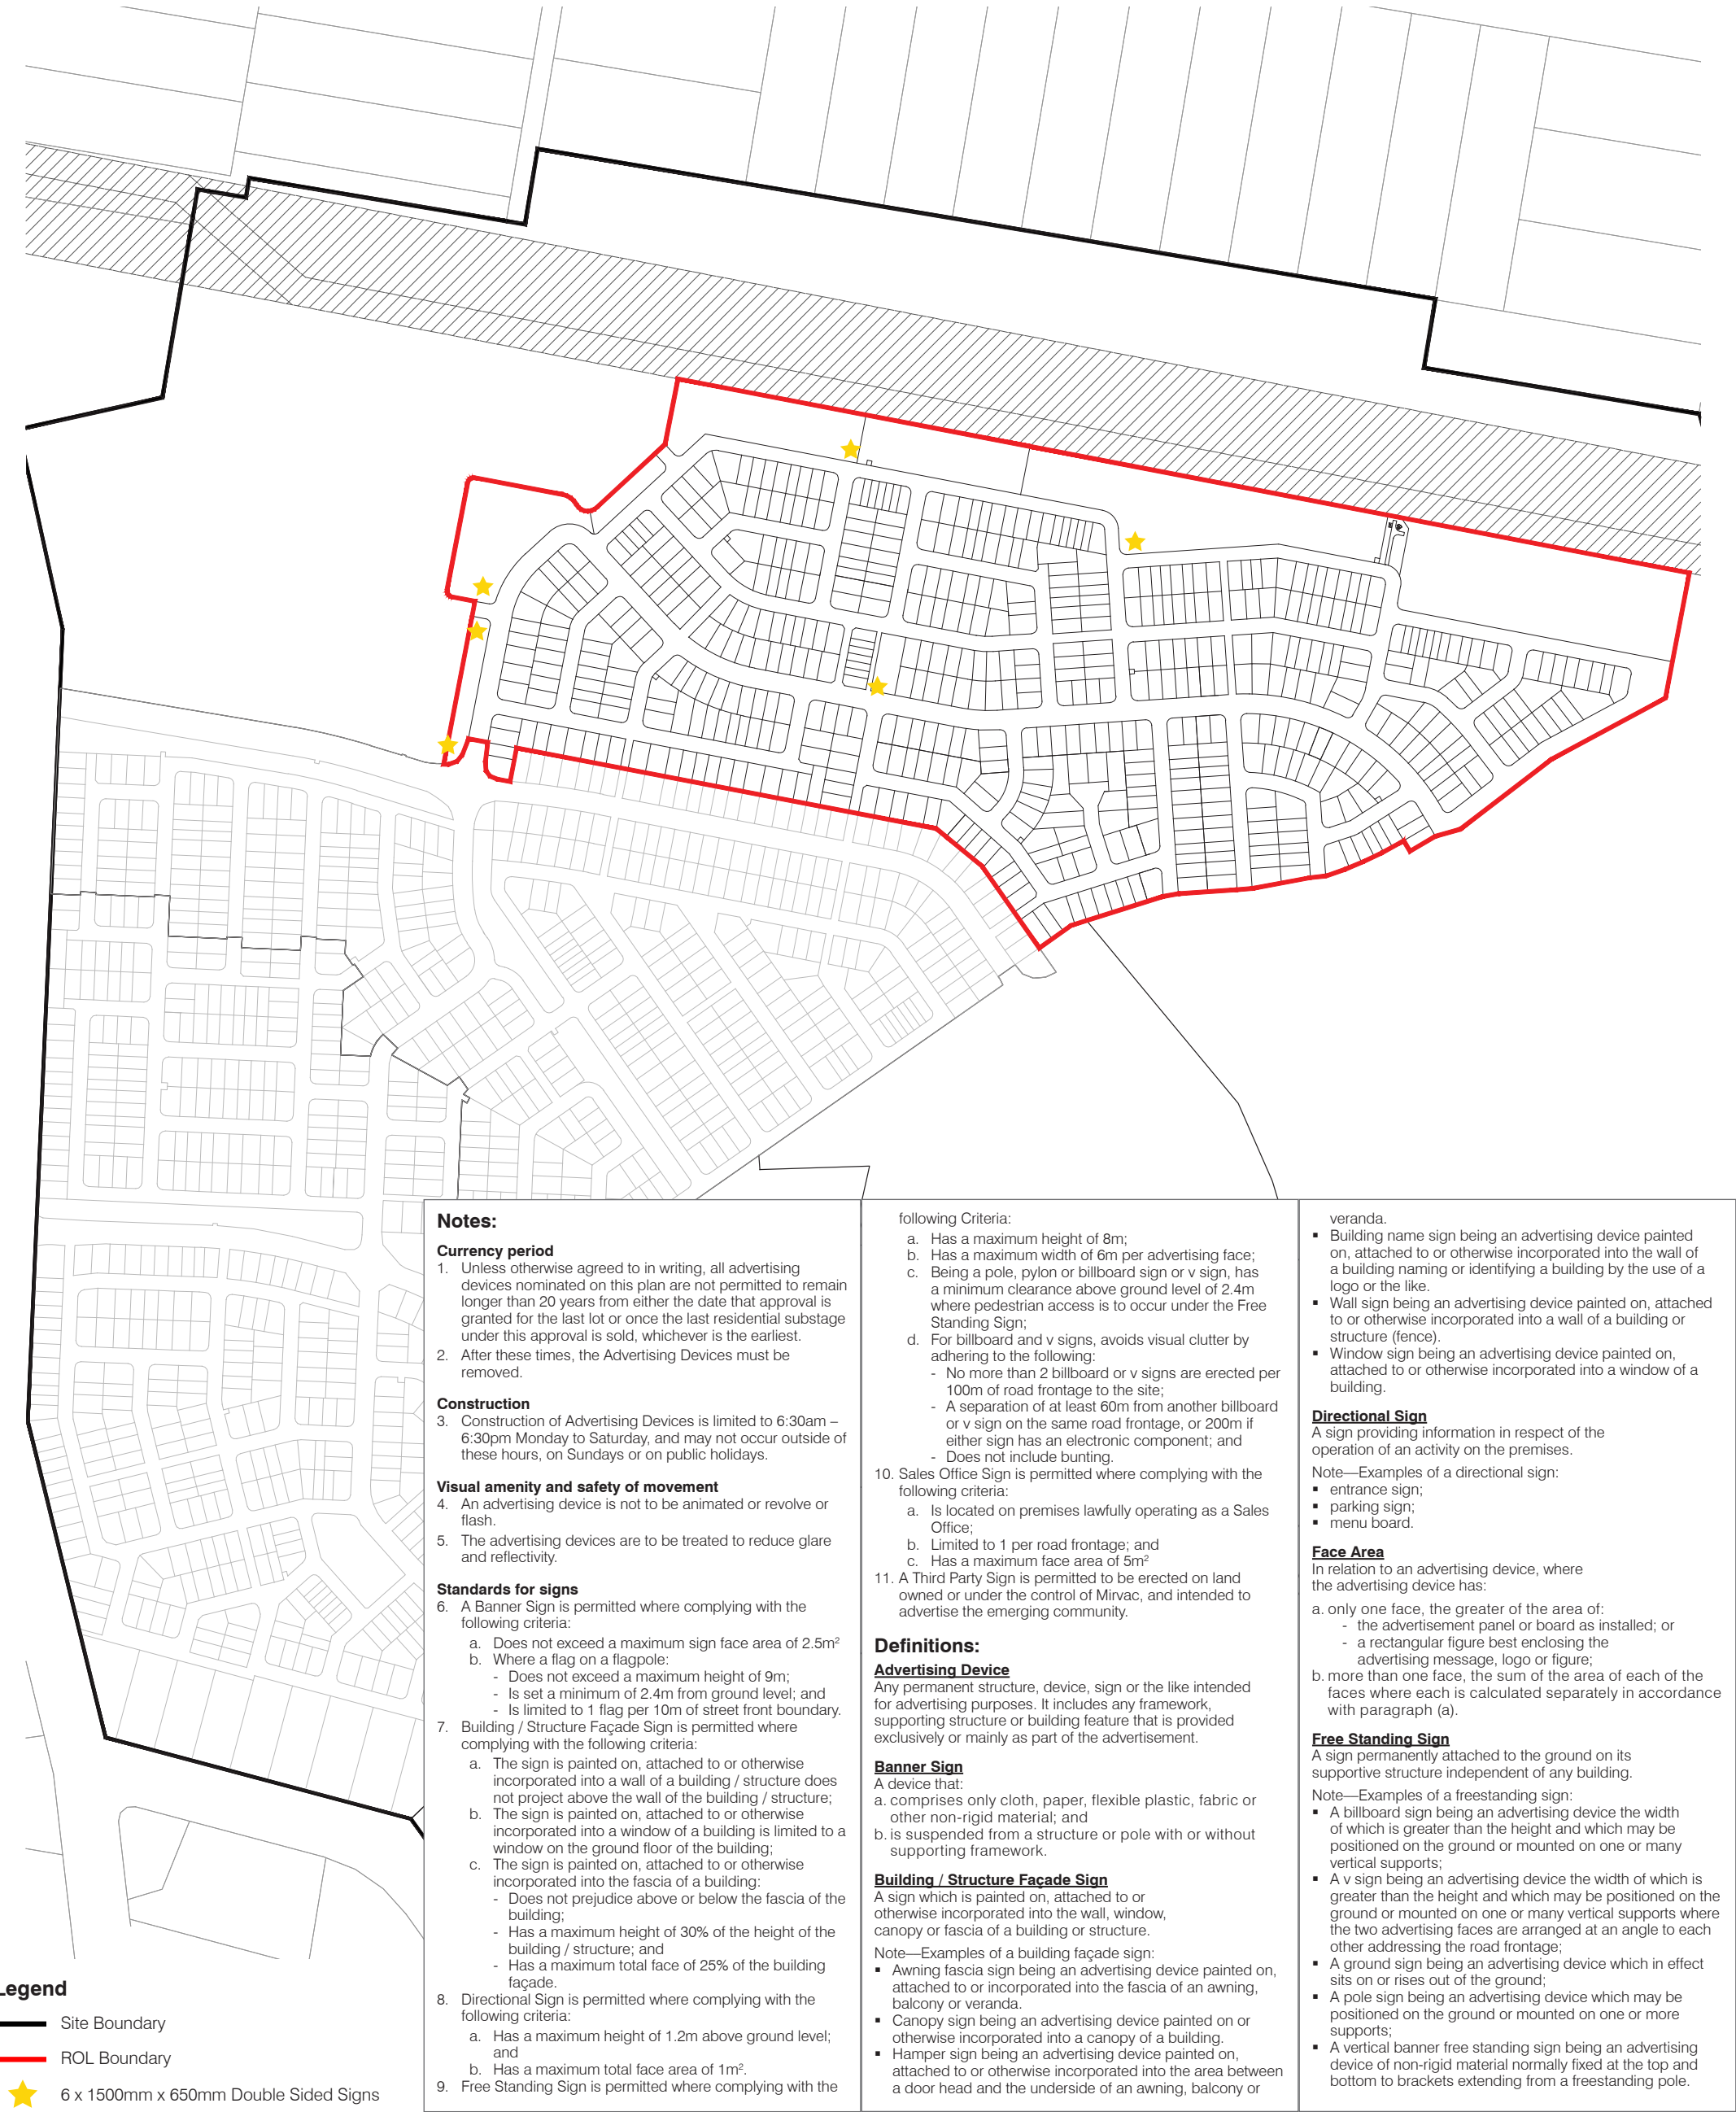 Notes:
Currency period
1. Unless otherwise agreed to in writing, all advertising
devices nominated on this plan are not permitted to remain
longer than 20 years from either the date that approval is
granted for the last lot or once the last residential substage
under this approval is sold, whichever is the earliest.
2. After these times, the Advertising Devices must be
removed.
Construction
3. Construction of Advertising Devices is limited to 6:30am –
6:30pm Monday to Saturday, and may not occur outside of
these hours, on Sundays or on public holidays.
Visual amenity and safety of movement
4. An advertising device is not to be animated or revolve or
flash.
5. The advertising devices are to be treated to reduce glare
and reflectivity.
Standards for signs
6. A Banner Sign is permitted where complying with the
following criteria:
a. Does not exceed a maximum sign face area of 2.5m²
b. Where a flag on a flagpole:
- Does not exceed a maximum height of 9m;
- Is set a minimum of 2.4m from ground level; and
- Is limited to 1 flag per 10m of street front boundary.
7. Building / Structure Façade Sign is permitted where
complying with the following criteria:
a. The sign is painted on, attached to or otherwise
incorporated into a wall of a building / structure does
not project above the wall of the building / structure;
b. The sign is painted on, attached to or otherwise
incorporated into a window of a building is limited to a
window on the ground floor of the building;
c. The sign is painted on, attached to or otherwise
incorporated into the fascia of a building:
- Does not prejudice above or below the fascia of the
building;
- Has a maximum height of 30% of the height of the
building / structure; and
- Has a maximum total face of 25% of the building
façade.
8. Directional Sign is permitted where complying with the
following criteria:
a. Has a maximum height of 1.2m above ground level;
and
b. Has a maximum total face area of 1m².
9. Free Standing Sign is permitted where complying with the
following Criteria:
a. Has a maximum height of 8m;
b. Has a maximum width of 6m per advertising face;
c. Being a pole, pylon or billboard sign or v sign, has
a minimum clearance above ground level of 2.4m
where pedestrian access is to occur under the Free
Standing Sign;
d. For billboard and v signs, avoids visual clutter by
adhering to the following:
- No more than 2 billboard or v signs are erected per
100m of road frontage to the site;
- A separation of at least 60m from another billboard
or v sign on the same road frontage, or 200m if
either sign has an electronic component; and
- Does not include bunting.
10. Sales Office Sign is permitted where complying with the
following criteria:
a. Is located on premises lawfully operating as a Sales
Office;
b. Limited to 1 per road frontage; and
c. Has a maximum face area of 5m²
11. A Third Party Sign is permitted to be erected on land
owned or under the control of Mirvac, and intended to
advertise the emerging community.
Definitions:
Advertising Device
Any permanent structure, device, sign or the like intended
for advertising purposes. It includes any framework,
supporting structure or building feature that is provided
exclusively or mainly as part of the advertisement.
Banner Sign
A device that:
a. comprises only cloth, paper, flexible plastic, fabric or
other non-rigid material; and
b. is suspended from a structure or pole with or without
supporting framework.
Building / Structure Façade Sign
A sign which is painted on, attached to or
otherwise incorporated into the wall, window,
canopy or fascia of a building or structure.
Note—Examples of a building façade sign:
▪ Awning fascia sign being an advertising device painted on,
attached to or incorporated into the fascia of an awning,
balcony or veranda.
▪ Canopy sign being an advertising device painted on or
otherwise incorporated into a canopy of a building.
▪ Hamper sign being an advertising device painted on,
attached to or otherwise incorporated into the area between
a door head and the underside of an awning, balcony or
veranda.
▪ Building name sign being an advertising device painted
on, attached to or otherwise incorporated into the wall of
a building naming or identifying a building by the use of a
logo or the like.
▪ Wall sign being an advertising device painted on, attached
to or otherwise incorporated into a wall of a building or
structure (fence).
▪ Window sign being an advertising device painted on,
attached to or otherwise incorporated into a window of a
building.
Directional Sign
A sign providing information in respect of the
operation of an activity on the premises.
Note—Examples of a directional sign:
▪ entrance sign;
▪ parking sign;
▪ menu board.
Face Area
In relation to an advertising device, where
the advertising device has:
a. only one face, the greater of the area of:
- the advertisement panel or board as installed; or
- a rectangular figure best enclosing the
advertising message, logo or figure;
b. more than one face, the sum of the area of each of the
faces where each is calculated separately in accordance
with paragraph (a).
Free Standing Sign
A sign permanently attached to the ground on its
supportive structure independent of any building.
Note—Examples of a freestanding sign:
▪ A billboard sign being an advertising device the width
of which is greater than the height and which may be
positioned on the ground or mounted on one or many
vertical supports;
▪ A v sign being an advertising device the width of which is
greater than the height and which may be positioned on the
ground or mounted on one or many vertical supports where
the two advertising faces are arranged at an angle to each
other addressing the road frontage;
▪ A ground sign being an advertising device which in effect
sits on or rises out of the ground;
▪ A pole sign being an advertising device which may be
positioned on the ground or mounted on one or more
supports;
▪ A vertical banner free standing sign being an advertising
device of non-rigid material normally fixed at the top and
bottom to brackets extending from a freestanding pole.
Legend
Site Boundary
ROL Boundary
6 x 1500mm x 650mm Double Sided Signs